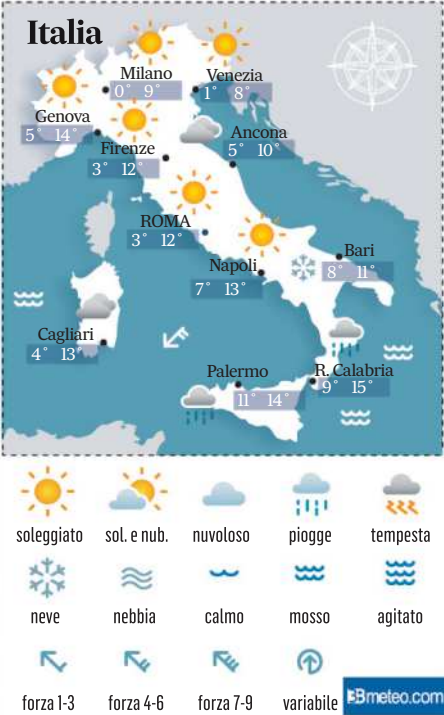 Italia
Milano
0° 9°
Venezia
1° 8°
Genova
5° 14°
Firenze
3° 12°
Ancona
5° 10°
ROMA
3° 12°
Napoli
7° 13°
Bari
8° 11°
Cagliari
4° 13°
Palermo
11° 14°
R. Calabria
9° 15°
soleggiato sol. e nub. nuvoloso piogge tempesta
neve nebbia calmo mosso agitato
forza 1-3 forza 4-6 forza 7-9 variabile
3Bmeteo.com